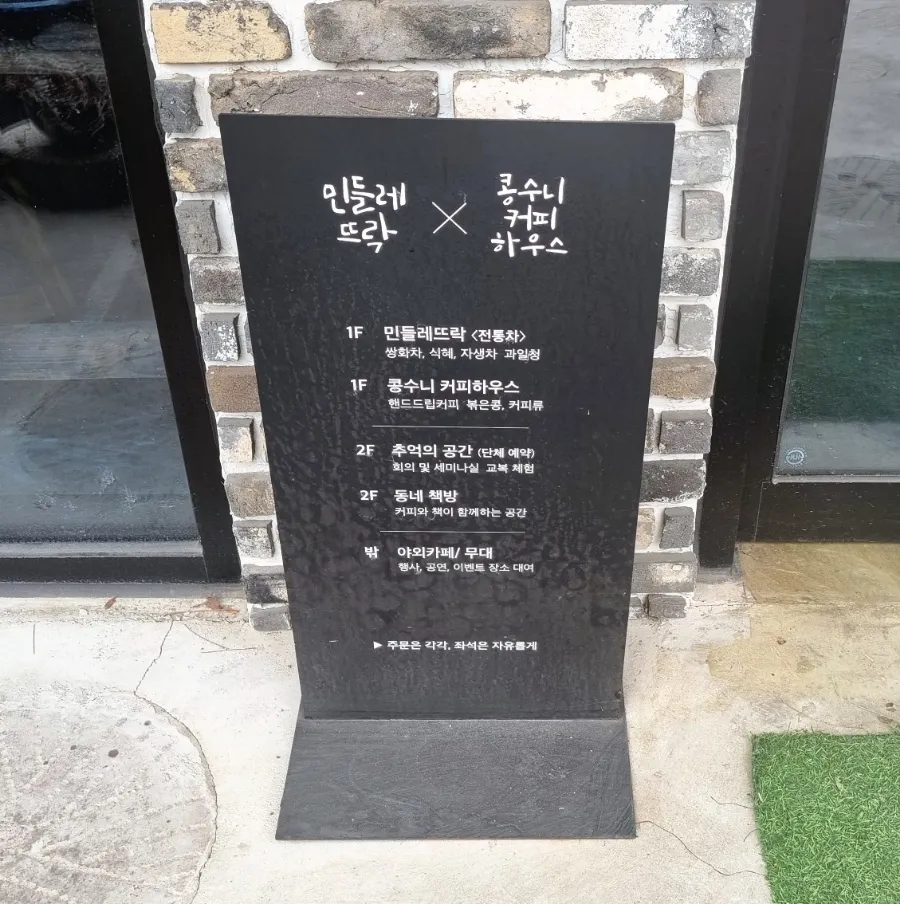 민들레 뜨락 X 콩수니 커피 하우스
1F 민들레뜨락 <전통차>
쌍화차, 식혜, 자생차 과일청
1F 콩수니 커피하우스
핸드드립커피 볶은콩, 커피류
2F 추억의 공간 (단체 예약)
회의 및 세미나실 교복 체험
2F 동네 책방
커피와 책이 함께하는 공간
밖 야외카페/ 무대
행사, 공연, 이벤트 장소 대여
▶ 주문은 각각, 좌석은 자유롭게